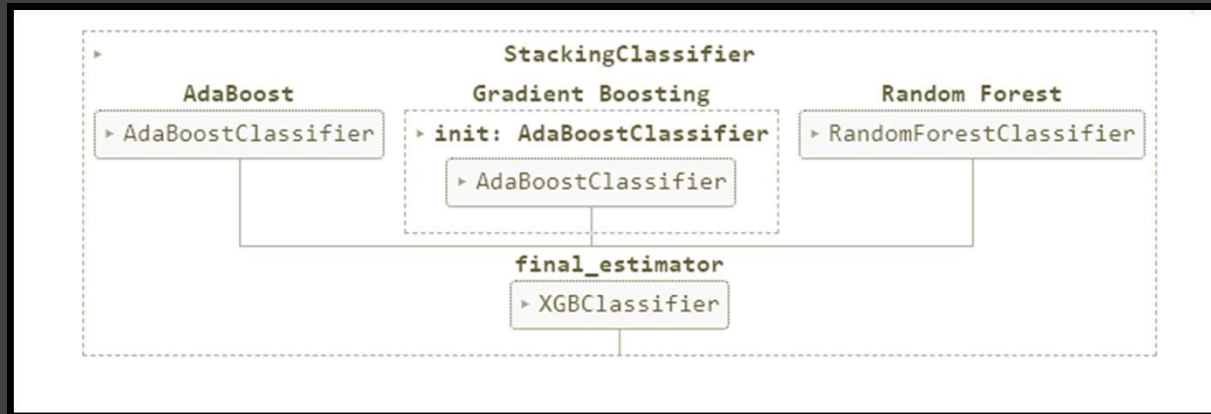 StackingClassifier
AdaBoost
Gradient Boosting
Random Forest
AdaBoostClassifier
init: AdaBoostClassifier
RandomForestClassifier
AdaBoostClassifier
final_estimator
XGBClassifier